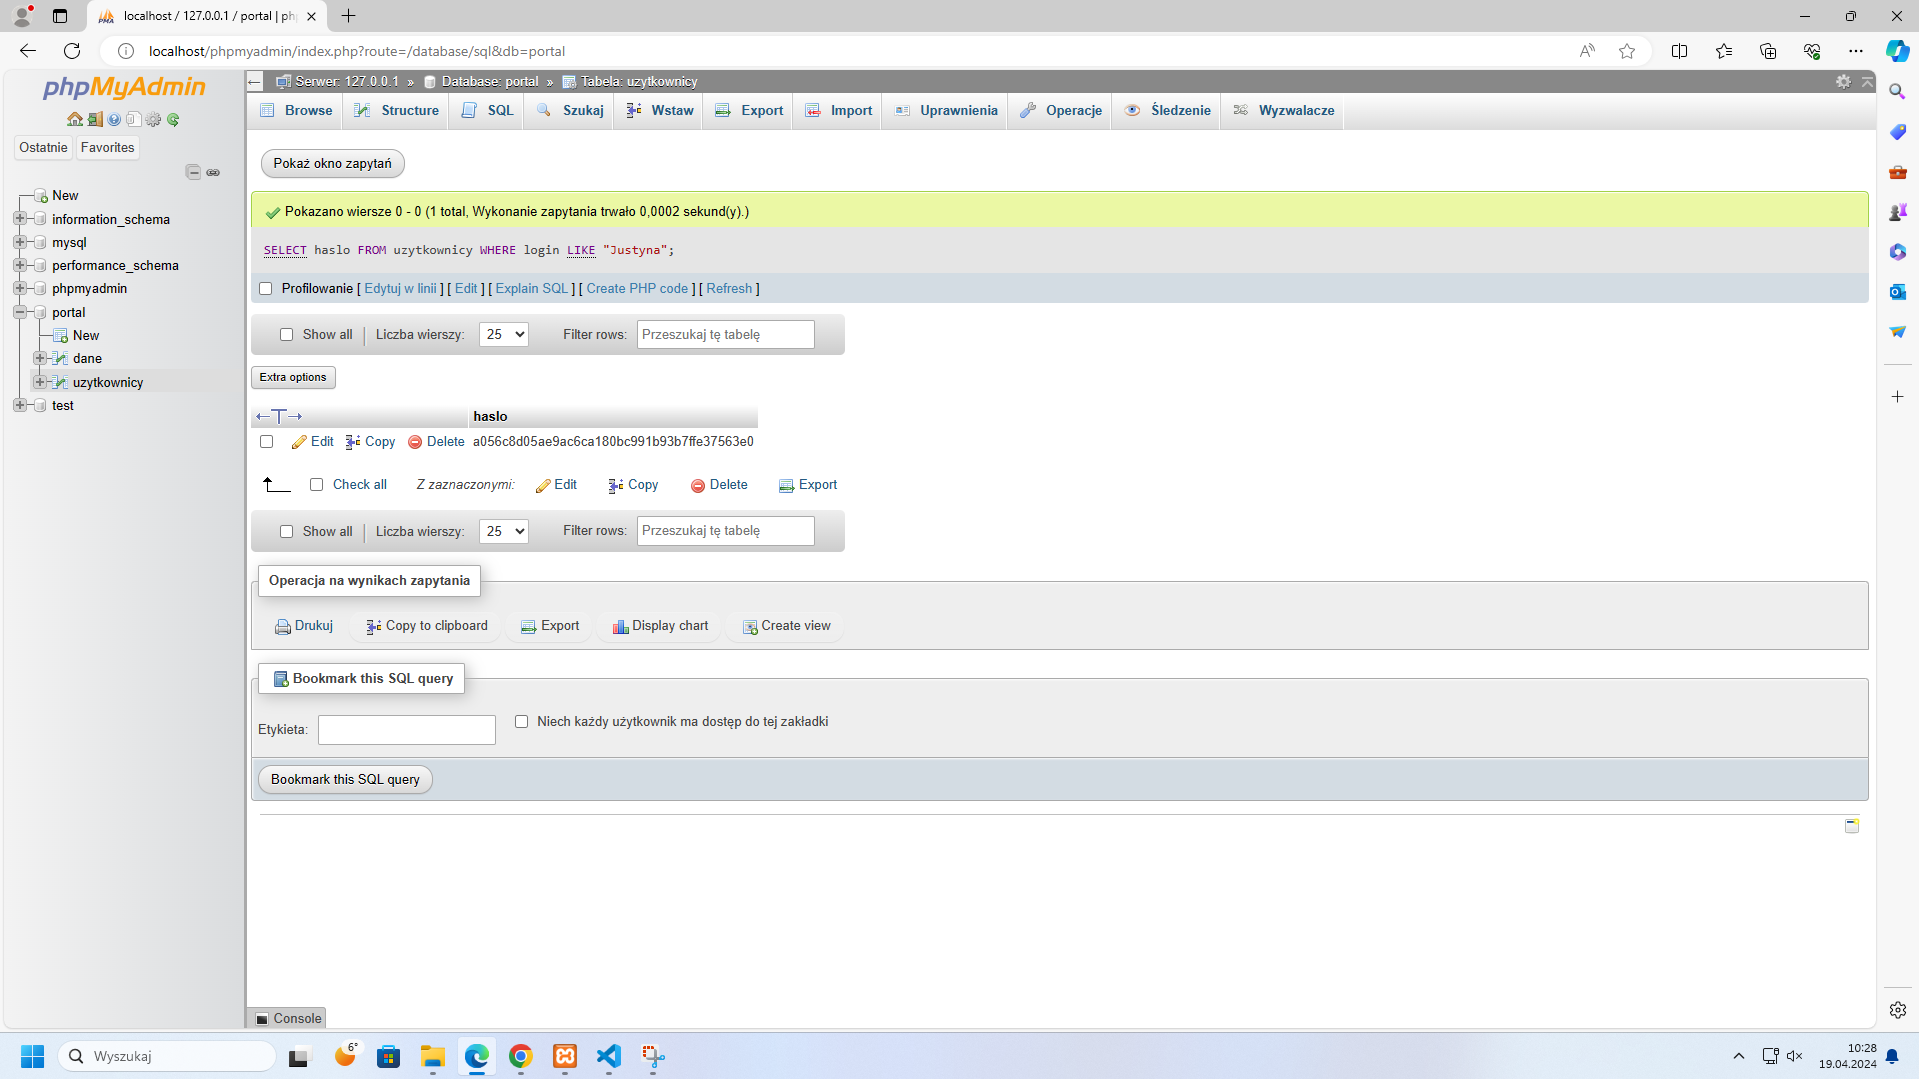 localhost / 127.0.0.1 / portal | ph
localhost/phpmyadmin/index.php?route=/database/sql&db=portal
phpMyAdmin
Ostatnie
Favorites
New
information_schema
mysql
performance_schema
phpmyadmin
portal
New
dane
uzytkownicy
test
Serwer: 127.0.0.1 » Database: portal » Tabela: uzytkownicy
Browse Structure SQL Szukaj Wstaw Export Import Uprawnienia Operacje Śledzenie Wyzwalacze
Pokaż okno zapytań
Pokazano wiersze 0 - 0 (1 total, Wykonanie zapytania trwało 0,0002 sekund(y).)
SELECT haslo FROM uzytkownicy WHERE login LIKE "Justyna";
Profilowanie [ Edytuj w linii ] [ Edit ] [ Explain SQL ] [ Create PHP code ] [ Refresh ]
Show all Liczba wierszy: 25 Filter rows: Przeszukaj tę tabelę
Extra options
←T→ haslo
Edit Copy Delete a056c8d05ae9ac6ca180bc991b93b7ffe37563e0
Check all Z zaznaczonymi: Edit Copy Delete Export
Show all Liczba wierszy: 25 Filter rows: Przeszukaj tę tabelę
Operacja na wynikach zapytania
Drukuj Copy to clipboard Export Display chart Create view
Bookmark this SQL query
Etykieta: Niech każdy użytkownik ma dostęp do tej zakładki
Bookmark this SQL query
Console
Wyszukaj
6°
10:28
19.04.2024